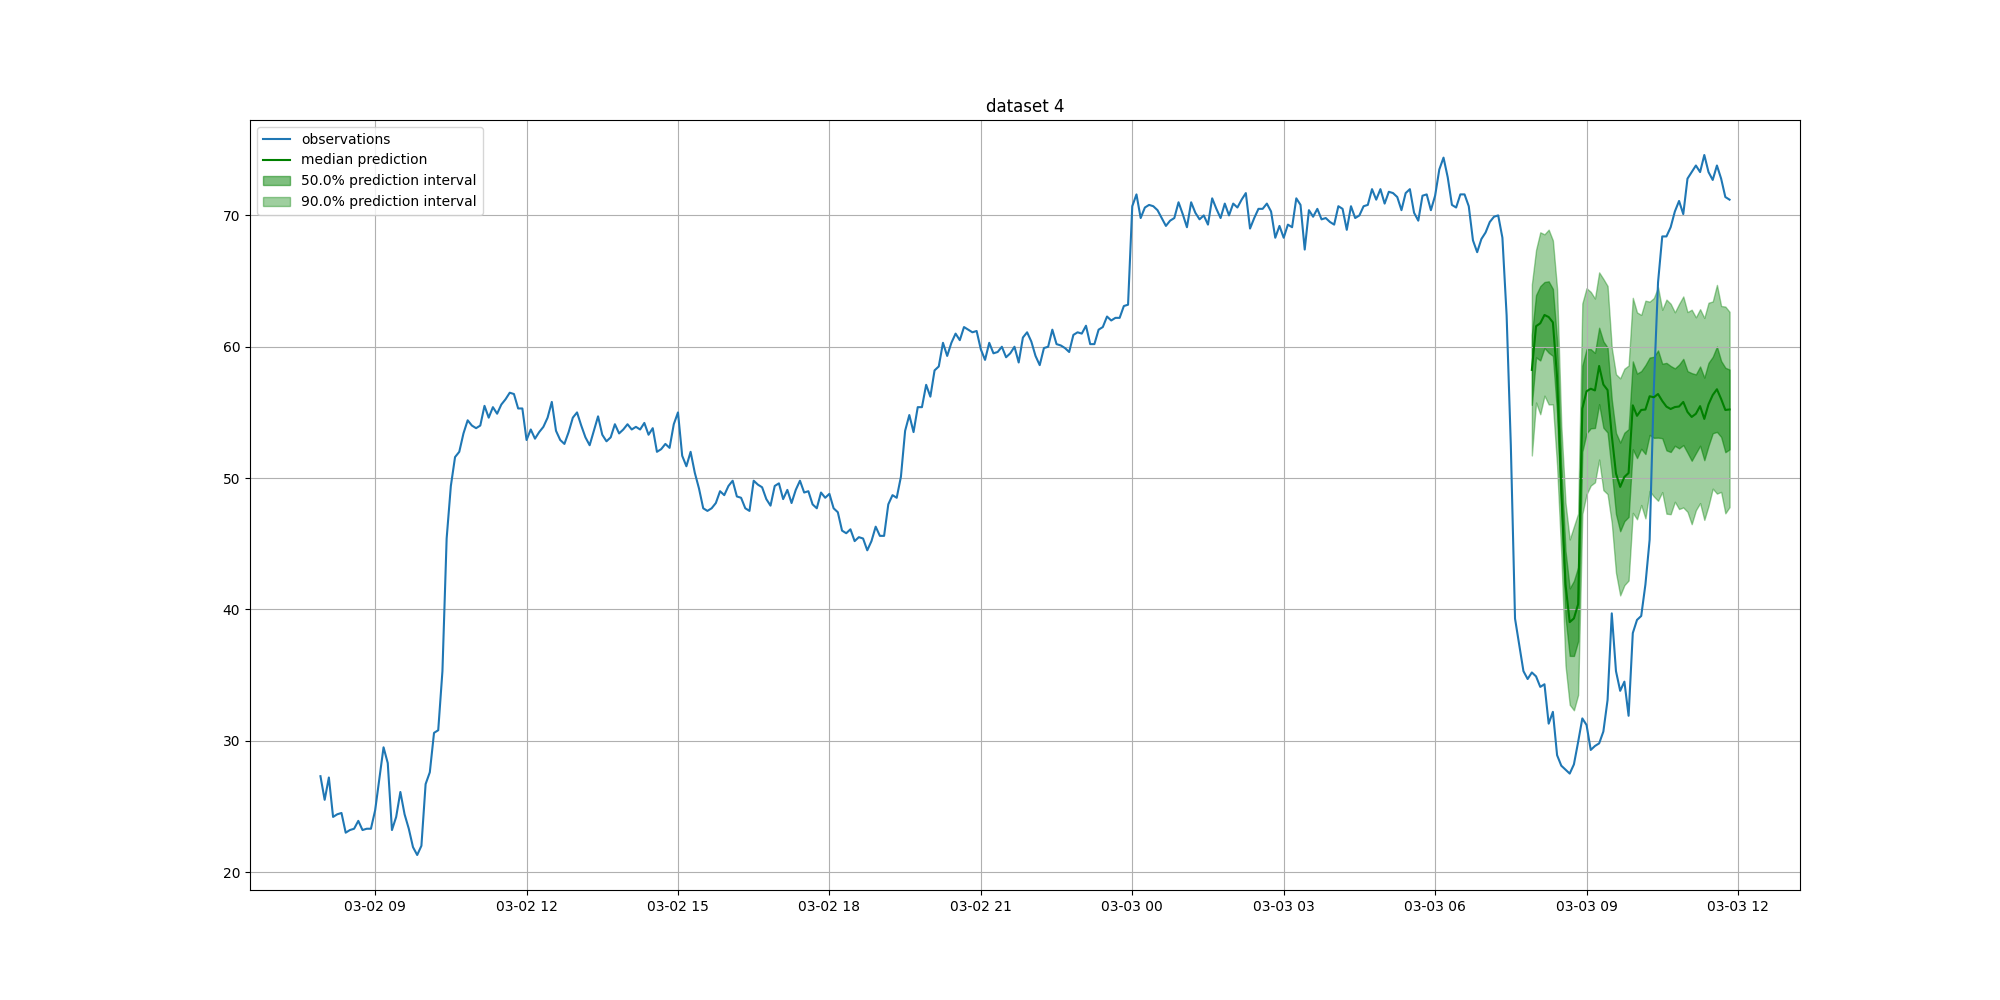 dataset 4
observations
median prediction
50.0% prediction interval
90.0% prediction interval
70
60
50
40
30
20
03-02 09 03-02 12 03-02 15 03-02 18 03-02 21 03-03 00 03-03 03 03-03 06 03-03 09 03-03 12